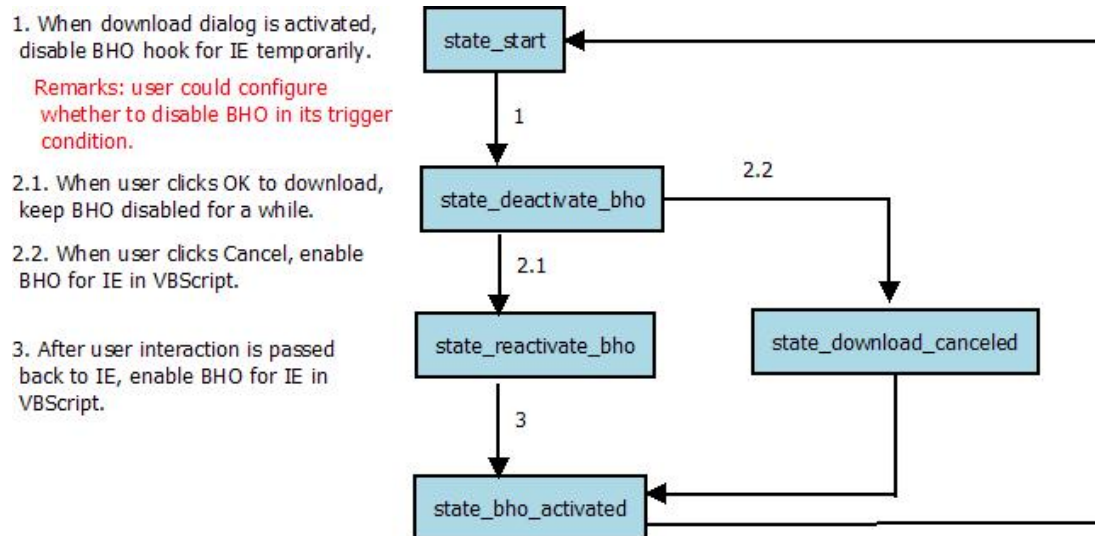 1. When download dialog is activated,
disable BHO hook for IE temporarily.
Remarks: user could configure
whether to disable BHO in its trigger
condition.
2.1. When user clicks OK to download,
keep BHO disabled for a while.
2.2. When user clicks Cancel, enable
BHO for IE in VBScript.
3. After user interaction is passed
back to IE, enable BHO for IE in
VBScript.
state_start
1
state_deactivate_bho
2.2
2.1
state_reactivate_bho
state_download_canceled
3
state_bho_activated